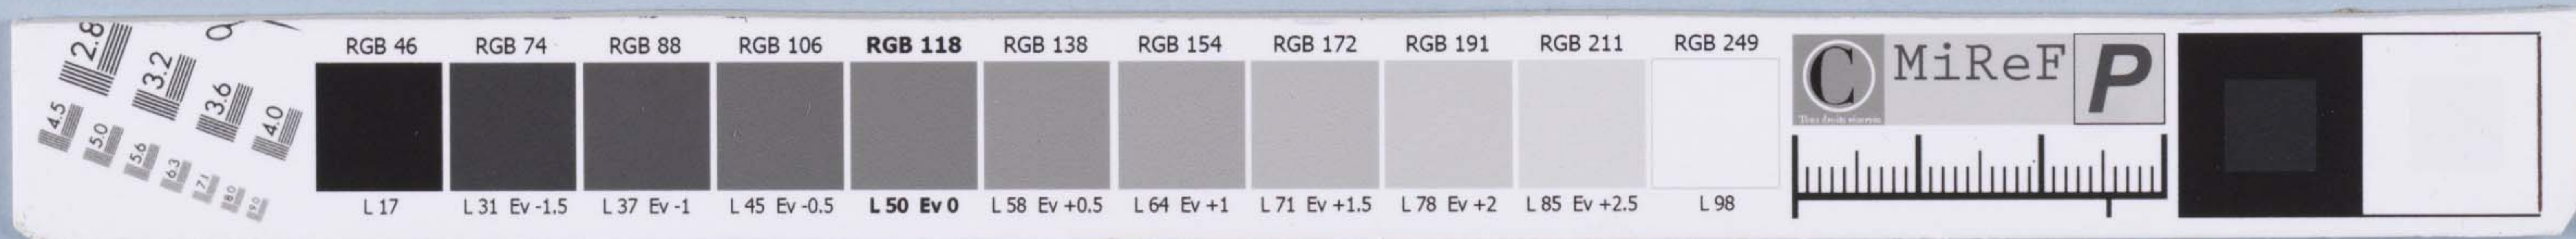 2.8
3.2
3.6
4.0
4.5
5.0
5.6
6.3
7.1
8.0
9.0
RGB 46 RGB 74 RGB 88 RGB 106 RGB 118 RGB 138 RGB 154 RGB 172 RGB 191 RGB 211 RGB 249
L 17 L 31 Ev -1.5 L 37 Ev -1 L 45 Ev -0.5 L 50 Ev 0 L 58 Ev +0.5 L 64 Ev +1 L 71 Ev +1.5 L 78 Ev +2 L 85 Ev +2.5 L 98
C MiReF P
Tous droits réservés